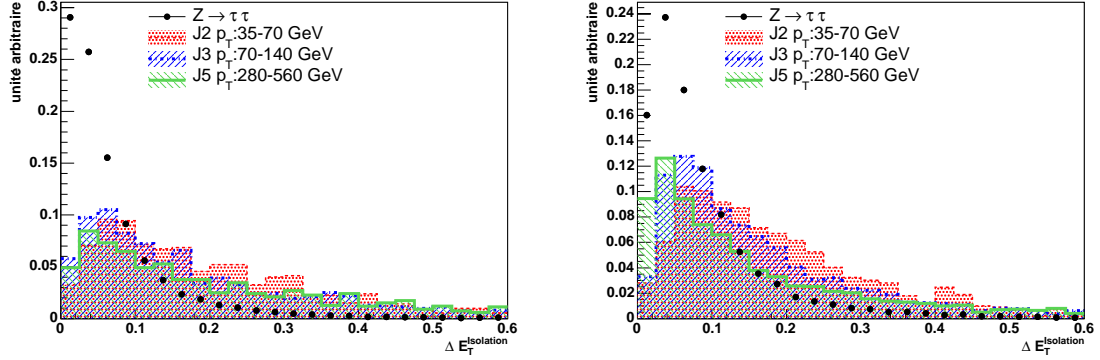 unité arbitraire
0.3
0.25
0.2
0.15
0.1
0.05
0
Z → τ τ
J2 p_T:35-70 GeV
J3 p_T:70-140 GeV
J5 p_T:280-560 GeV
0 0.1 0.2 0.3 0.4 0.5 0.6
Δ E_T^Isolation
unité arbitraire
0.24
0.22
0.2
0.18
0.16
0.14
0.12
0.1
0.08
0.06
0.04
0.02
0
Z → τ τ
J2 p_T:35-70 GeV
J3 p_T:70-140 GeV
J5 p_T:280-560 GeV
0 0.1 0.2 0.3 0.4 0.5 0.6
Δ E_T^Isolation